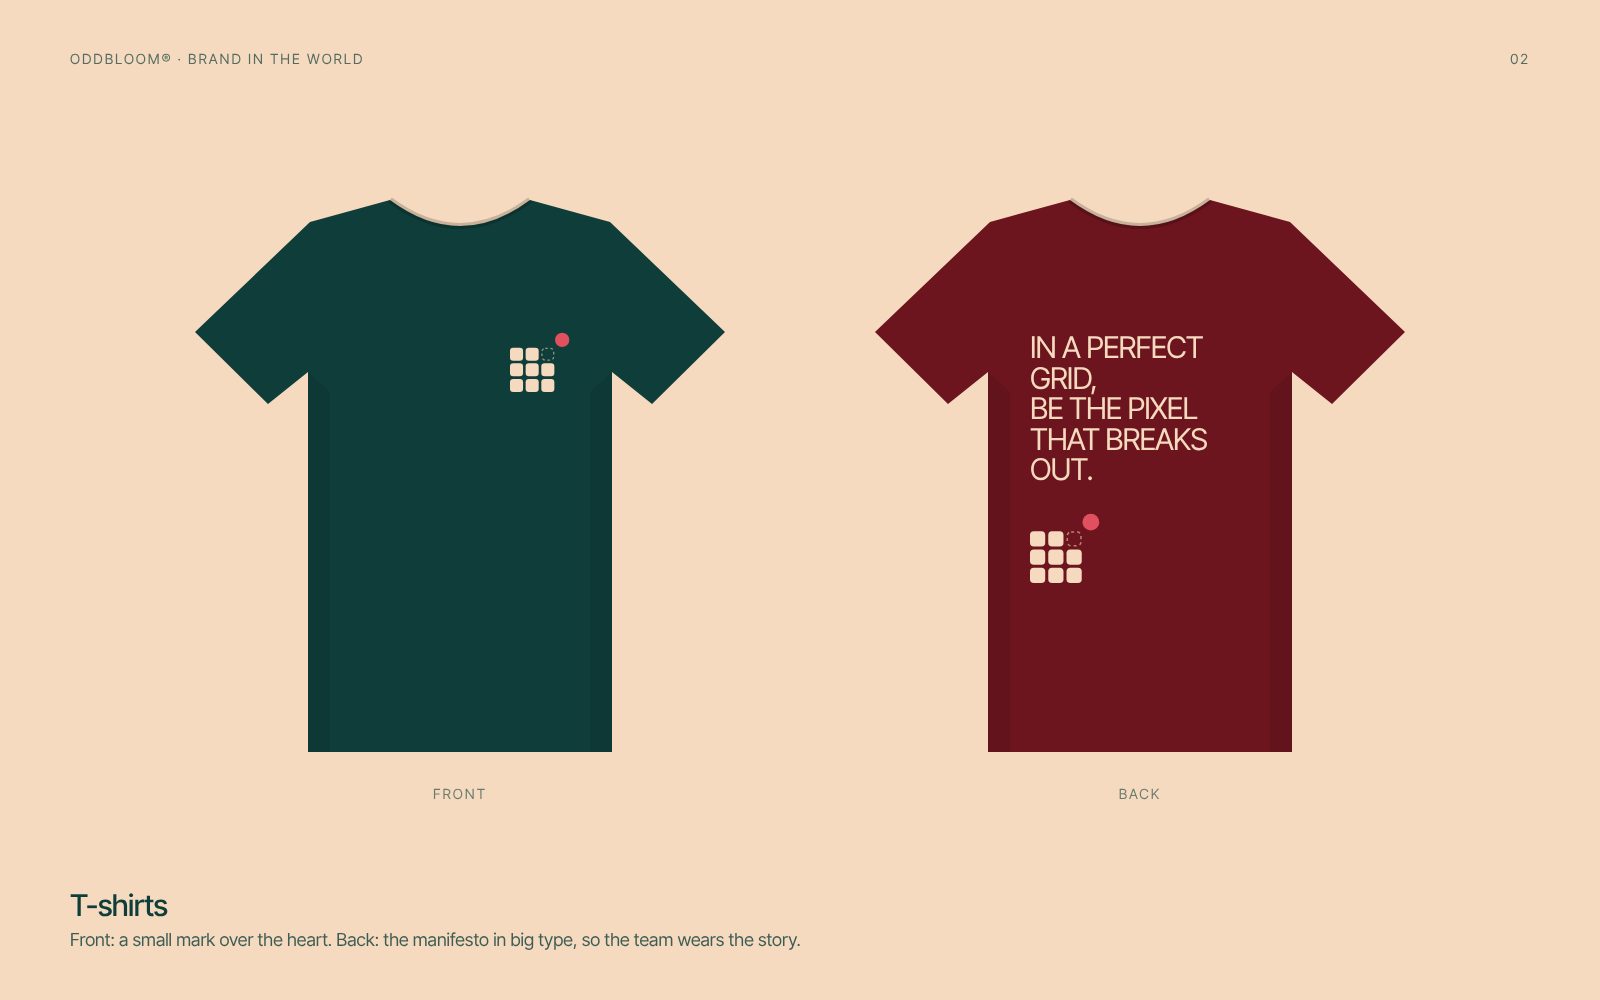 ODDBLOOM® · BRAND IN THE WORLD
02
IN A PERFECT
GRID,
BE THE PIXEL
THAT BREAKS
OUT.
FRONT
BACK
T-shirts
Front: a small mark over the heart. Back: the manifesto in big type, so the team wears the story.